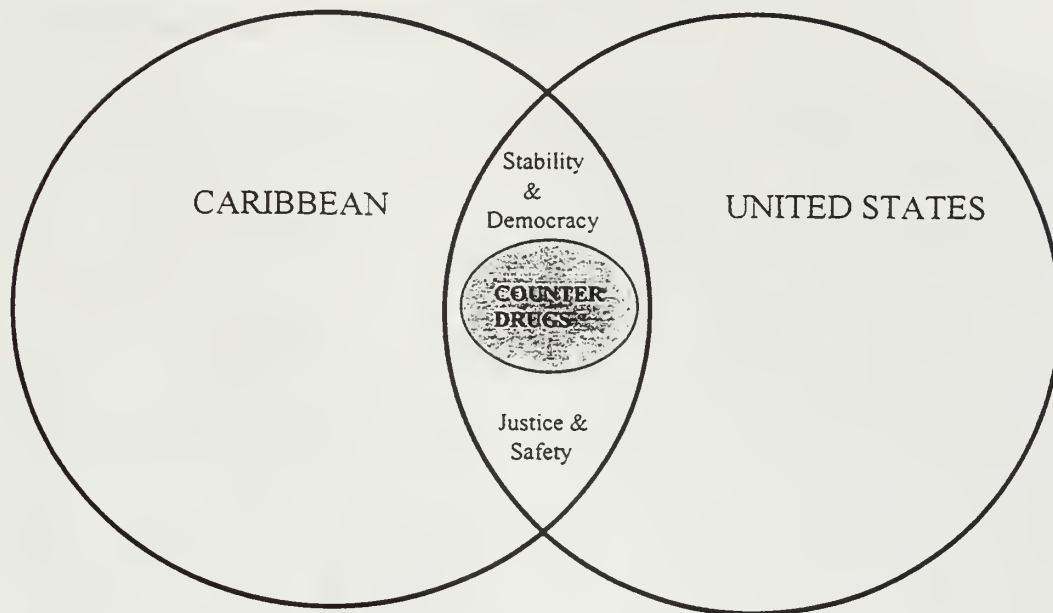 CARIBBEAN
Stability
&
Democracy
UNITED STATES
COUNTER
DRUGS
Justice &
Safety